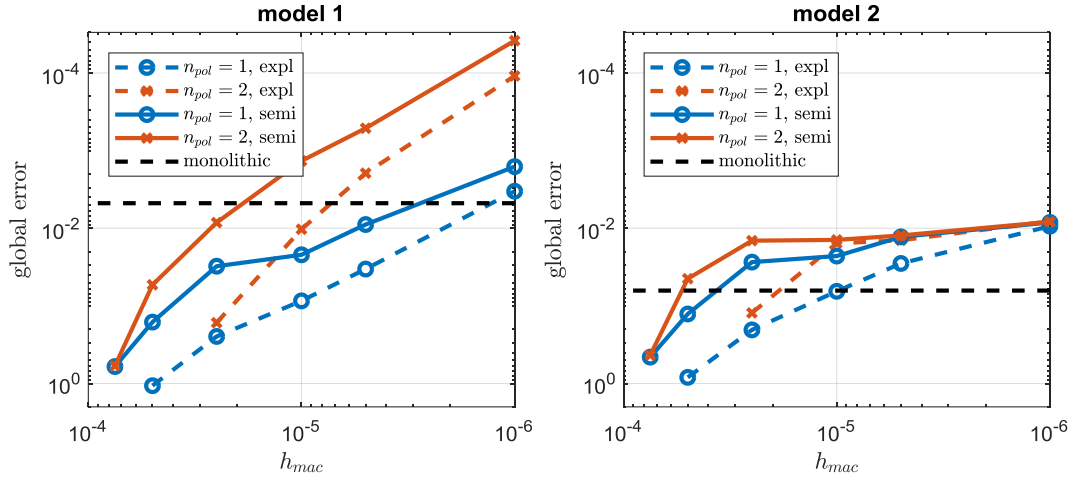 model 1
global error
10^-4
10^-2
10^0
n_pol = 1, expl
n_pol = 2, expl
n_pol = 1, semi
n_pol = 2, semi
monolithic
10^-4
10^-5
10^-6
h_mac
model 2
global error
10^-4
10^-2
10^0
n_pol = 1, expl
n_pol = 2, expl
n_pol = 1, semi
n_pol = 2, semi
monolithic
10^-4
10^-5
10^-6
h_mac